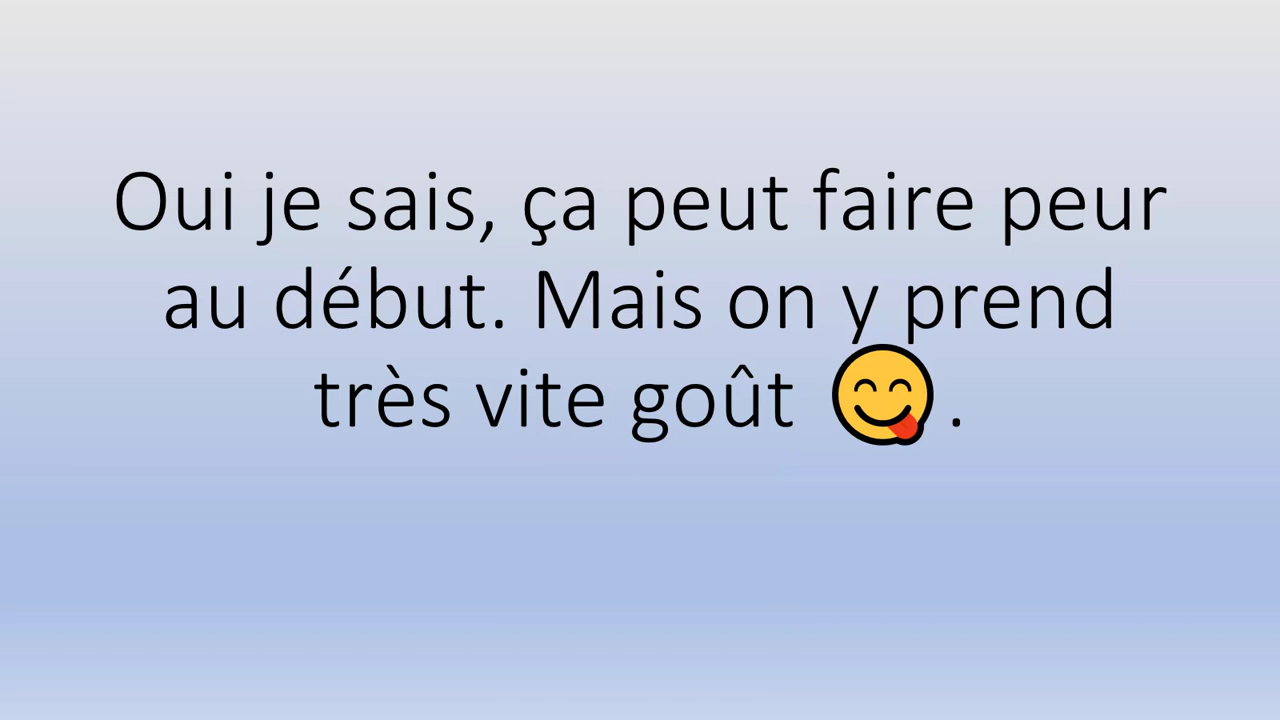 Oui je sais, ça peut faire peur
au début. Mais on y prend
très vite goût 😋.